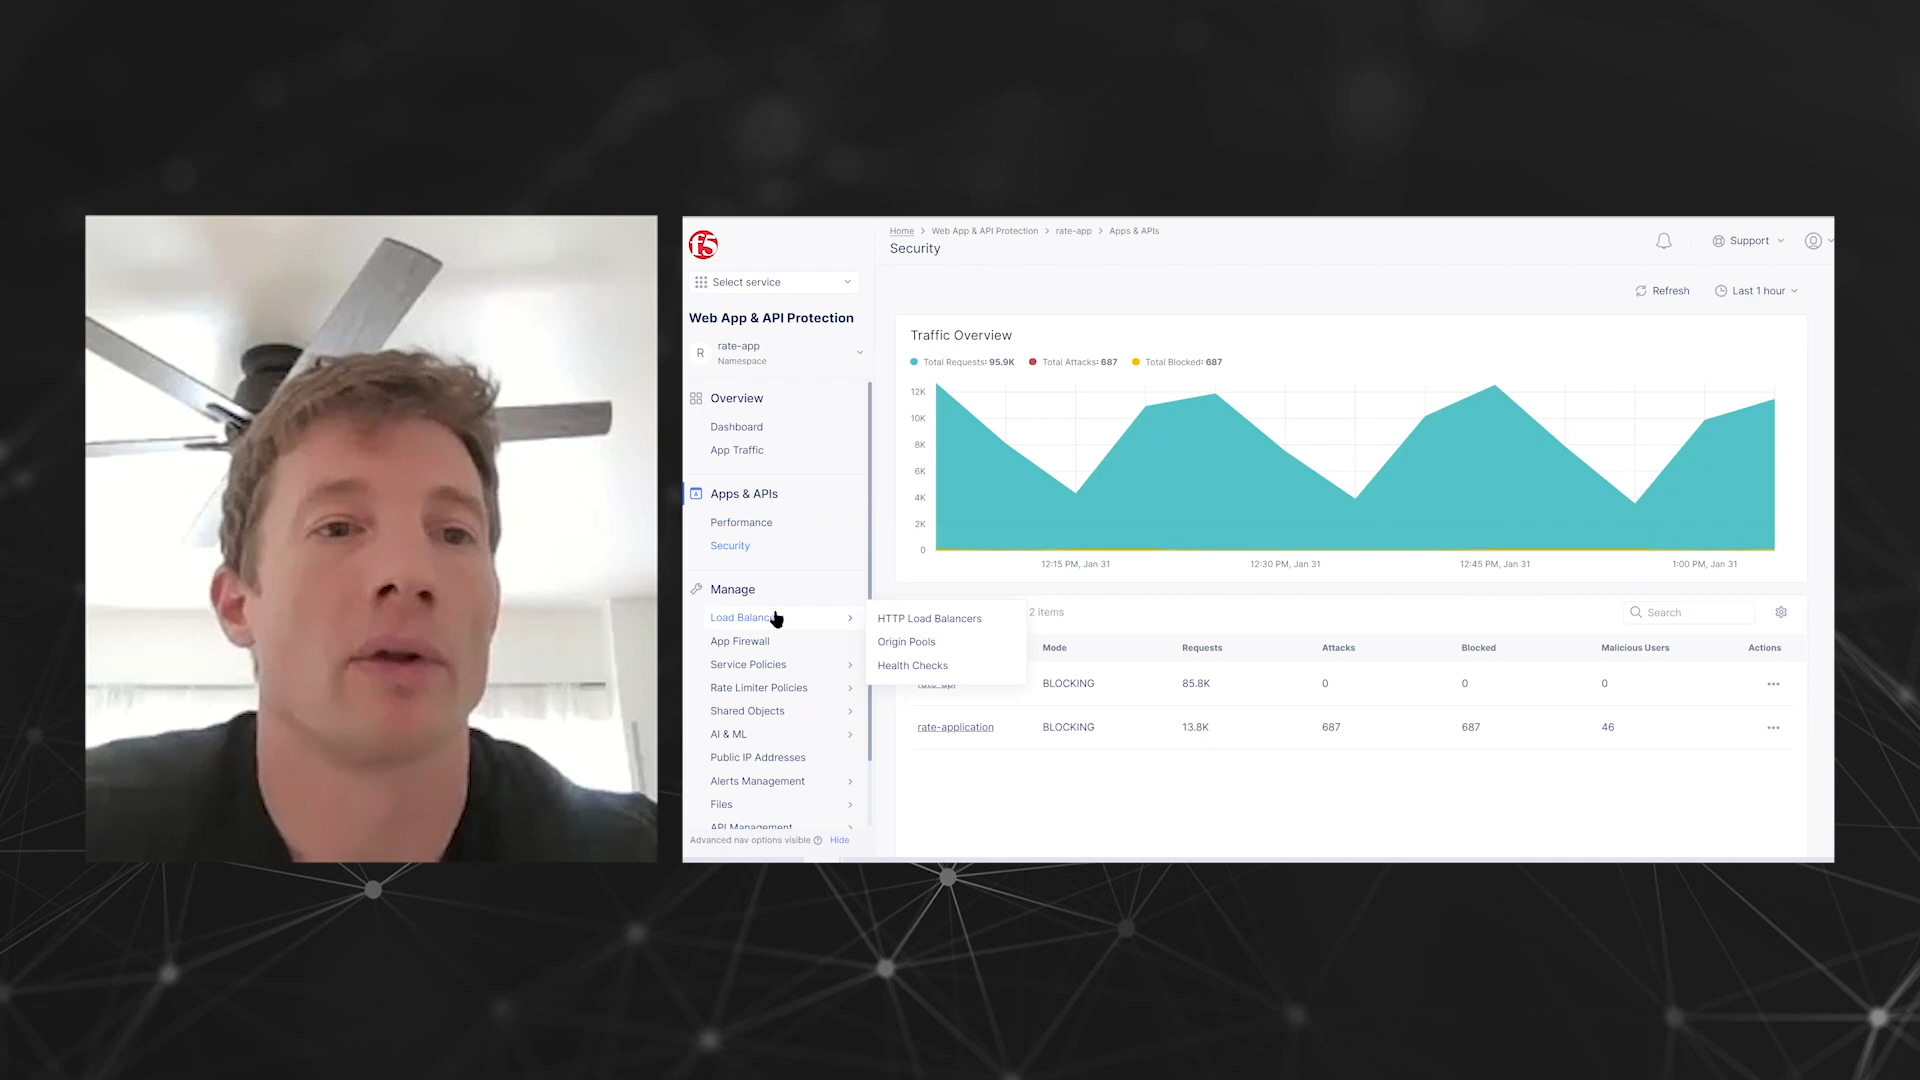 f5
Select service
Web App & API Protection
R
rate-app
Namespace
Overview
Dashboard
App Traffic
Apps & APIs
Performance
Security
Manage
Load Balanc
App Firewall
Service Policies
Rate Limiter Policies
Shared Objects
AI & ML
Public IP Addresses
Alerts Management
Files
API Management
Advanced nav options visible Hide
HTTP Load Balancers
Origin Pools
Health Checks
Home > Web App & API Protection > rate-app > Apps & APIs
Security
Support
Refresh Last 1 hour
Traffic Overview
Total Requests: 95.9K Total Attacks: 687 Total Blocked: 687
12K
10K
8K
6K
4K
2K
0
12:15 PM, Jan 31 12:30 PM, Jan 31 12:45 PM, Jan 31 1:00 PM, Jan 31
2 items Search
Mode Requests Attacks Blocked Malicious Users Actions
BLOCKING 85.8K 0 0 0
rate-application BLOCKING 13.8K 687 687 46